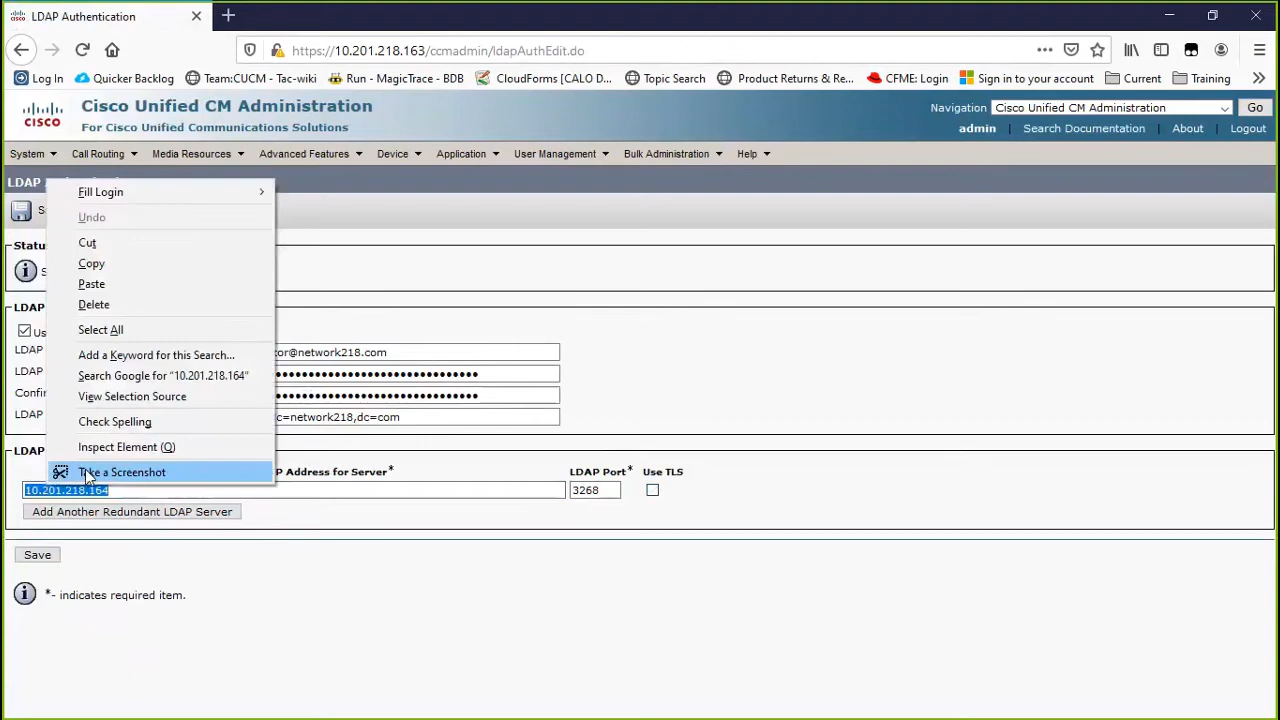 LDAP Authentication
https://10.201.218.163/ccmadmin/ldapAuthEdit.do
Log In Quicker Backlog Team:CUCM - Tac-wiki Run - MagicTrace - BDB CloudForms [CALO D... Topic Search Product Returns & Re... CFME: Login Sign in to your account Current Training
CISCO
Cisco Unified CM Administration
For Cisco Unified Communications Solutions
Navigation Cisco Unified CM Administration Go
admin Search Documentation About Logout
System Call Routing Media Resources Advanced Features Device Application User Management Bulk Administration Help
LDAP
Fill Login
Undo
Cut
Copy
Paste
Delete
Select All
Add a Keyword for this Search...
Search Google for "10.201.218.164"
View Selection Source
Check Spelling
Inspect Element (Q)
Take a Screenshot
S
Statu
S
LDAP
Us
LDAP tor@network218.com
LDAP
Confir
LDAP c=network218,dc=com
LDAP
P Address for Server* LDAP Port* Use TLS
10.201.218.164 3268
Add Another Redundant LDAP Server
Save
*- indicates required item.